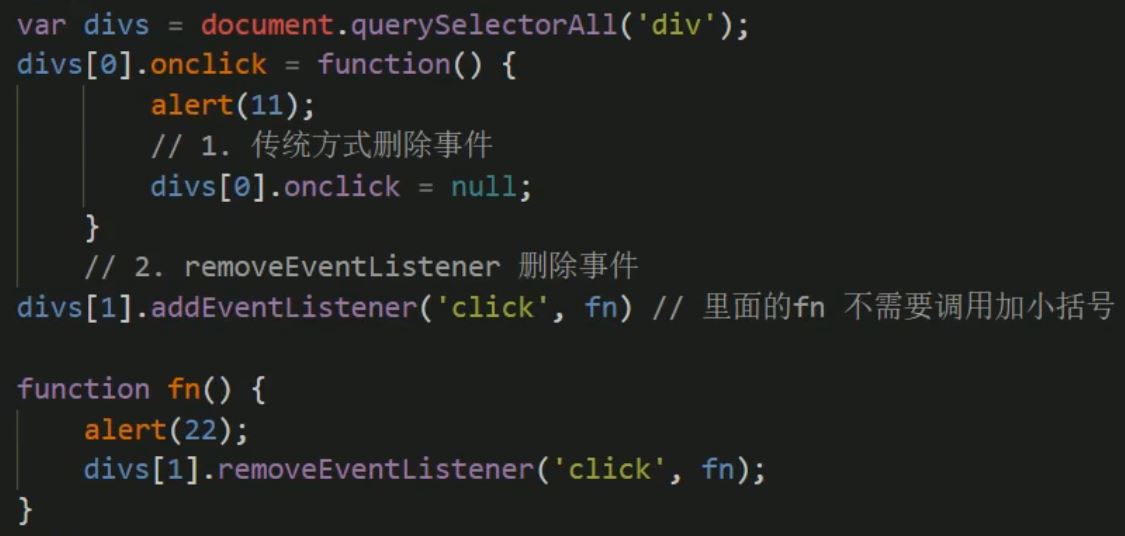 var divs = document.querySelectorAll('div');
divs[0].onclick = function() {
alert(11);
// 1. 传统方式删除事件
divs[0].onclick = null;
}
// 2. removeEventListener 删除事件
divs[1].addEventListener('click', fn) // 里面的fn 不需要调用加小括号
function fn() {
alert(22);
divs[1].removeEventListener('click', fn);
}